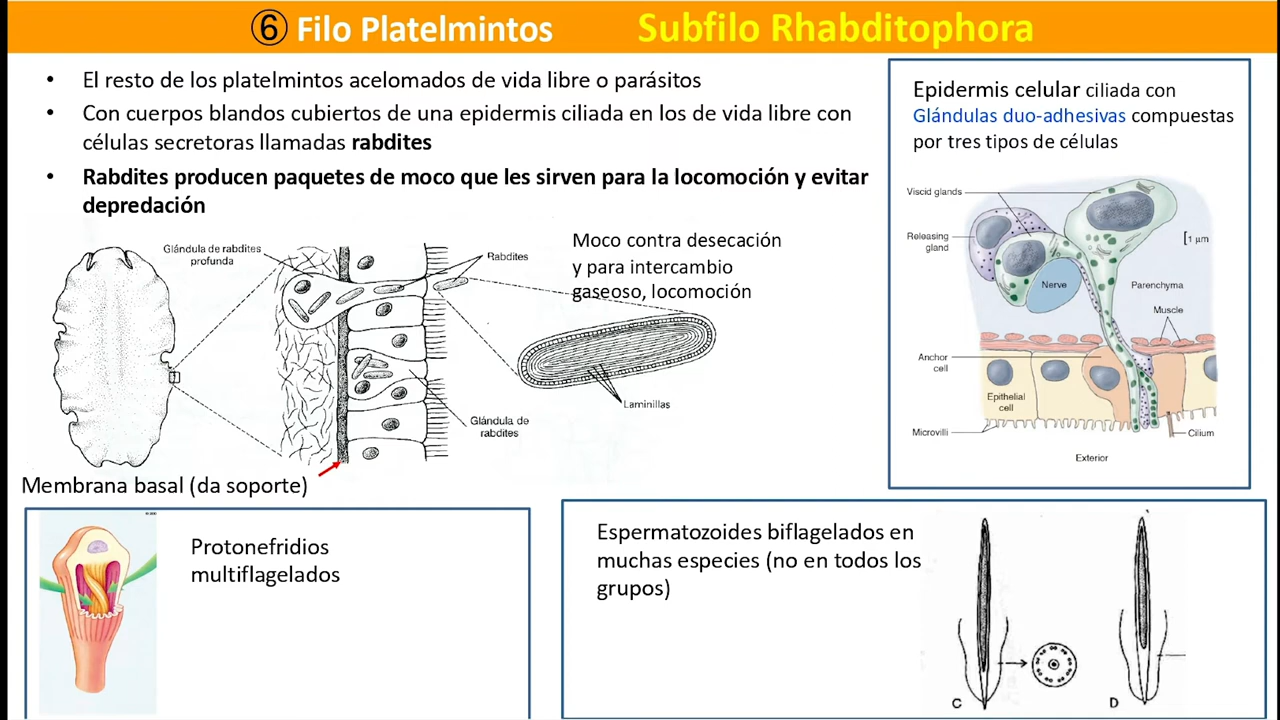 ⑥ Filo Platelmintos Subfilo Rhabditophora
• El resto de los platelmintos acelomados de vida libre o parásitos
• Con cuerpos blandos cubiertos de una epidermis ciliada en los de vida libre con
células secretoras llamadas rabdites
• Rabdites producen paquetes de moco que les sirven para la locomoción y evitar
depredación
Glándula de rabdites
profunda
Rabdites
Moco contra desecación
y para intercambio
gaseoso, locomoción
Laminillas
Glándula de
rabdites
Membrana basal (da soporte)
Epidermis celular ciliada con
Glándulas duo-adhesivas compuestas
por tres tipos de células
Viscid glands
Releasing
gland
1 μm
Nerve
Parenchyma
Muscle
Anchor
cell
Epithelial
cell
Microvilli
Cilium
Exterior
Protonefridios
multiflagelados
Espermatozoides biflagelados en
muchas especies (no en todos los
grupos)
C
D